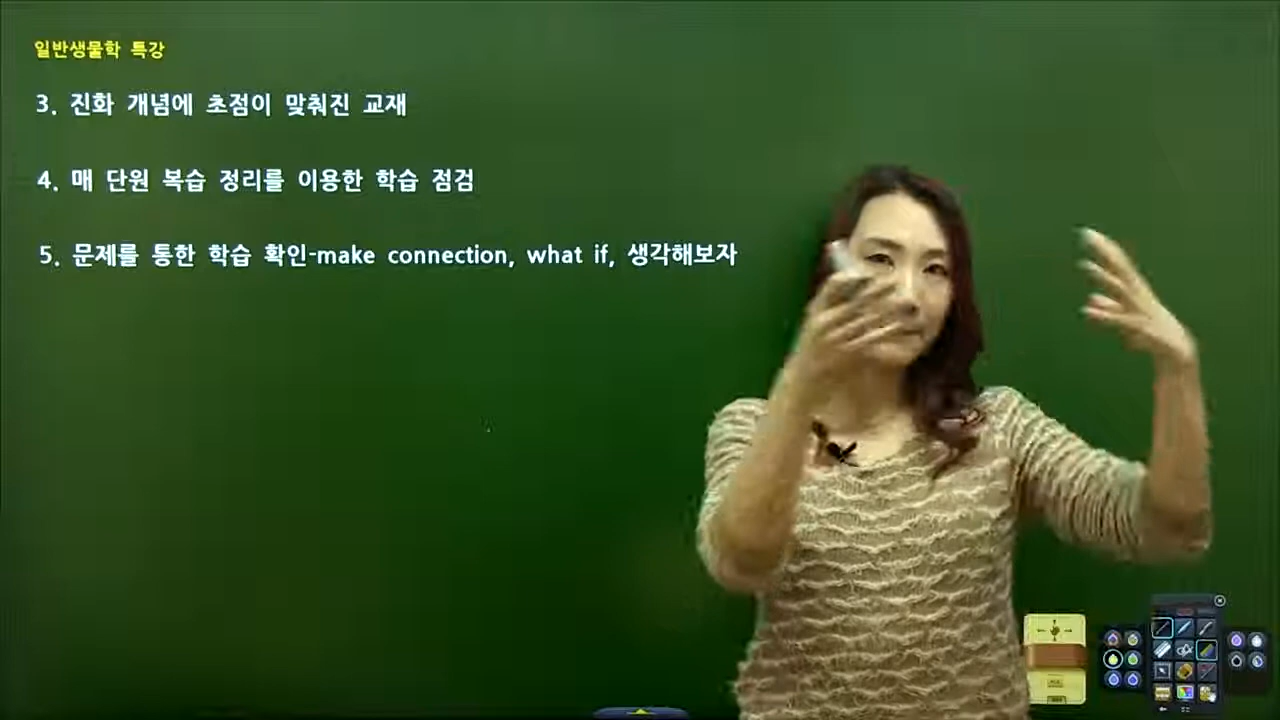 일반생물학 특강
3. 진화 개념에 초점이 맞춰진 교재
4. 매 단원 복습 정리를 이용한 학습 점검
5. 문제를 통한 학습 확인-make connection, what if, 생각해보자